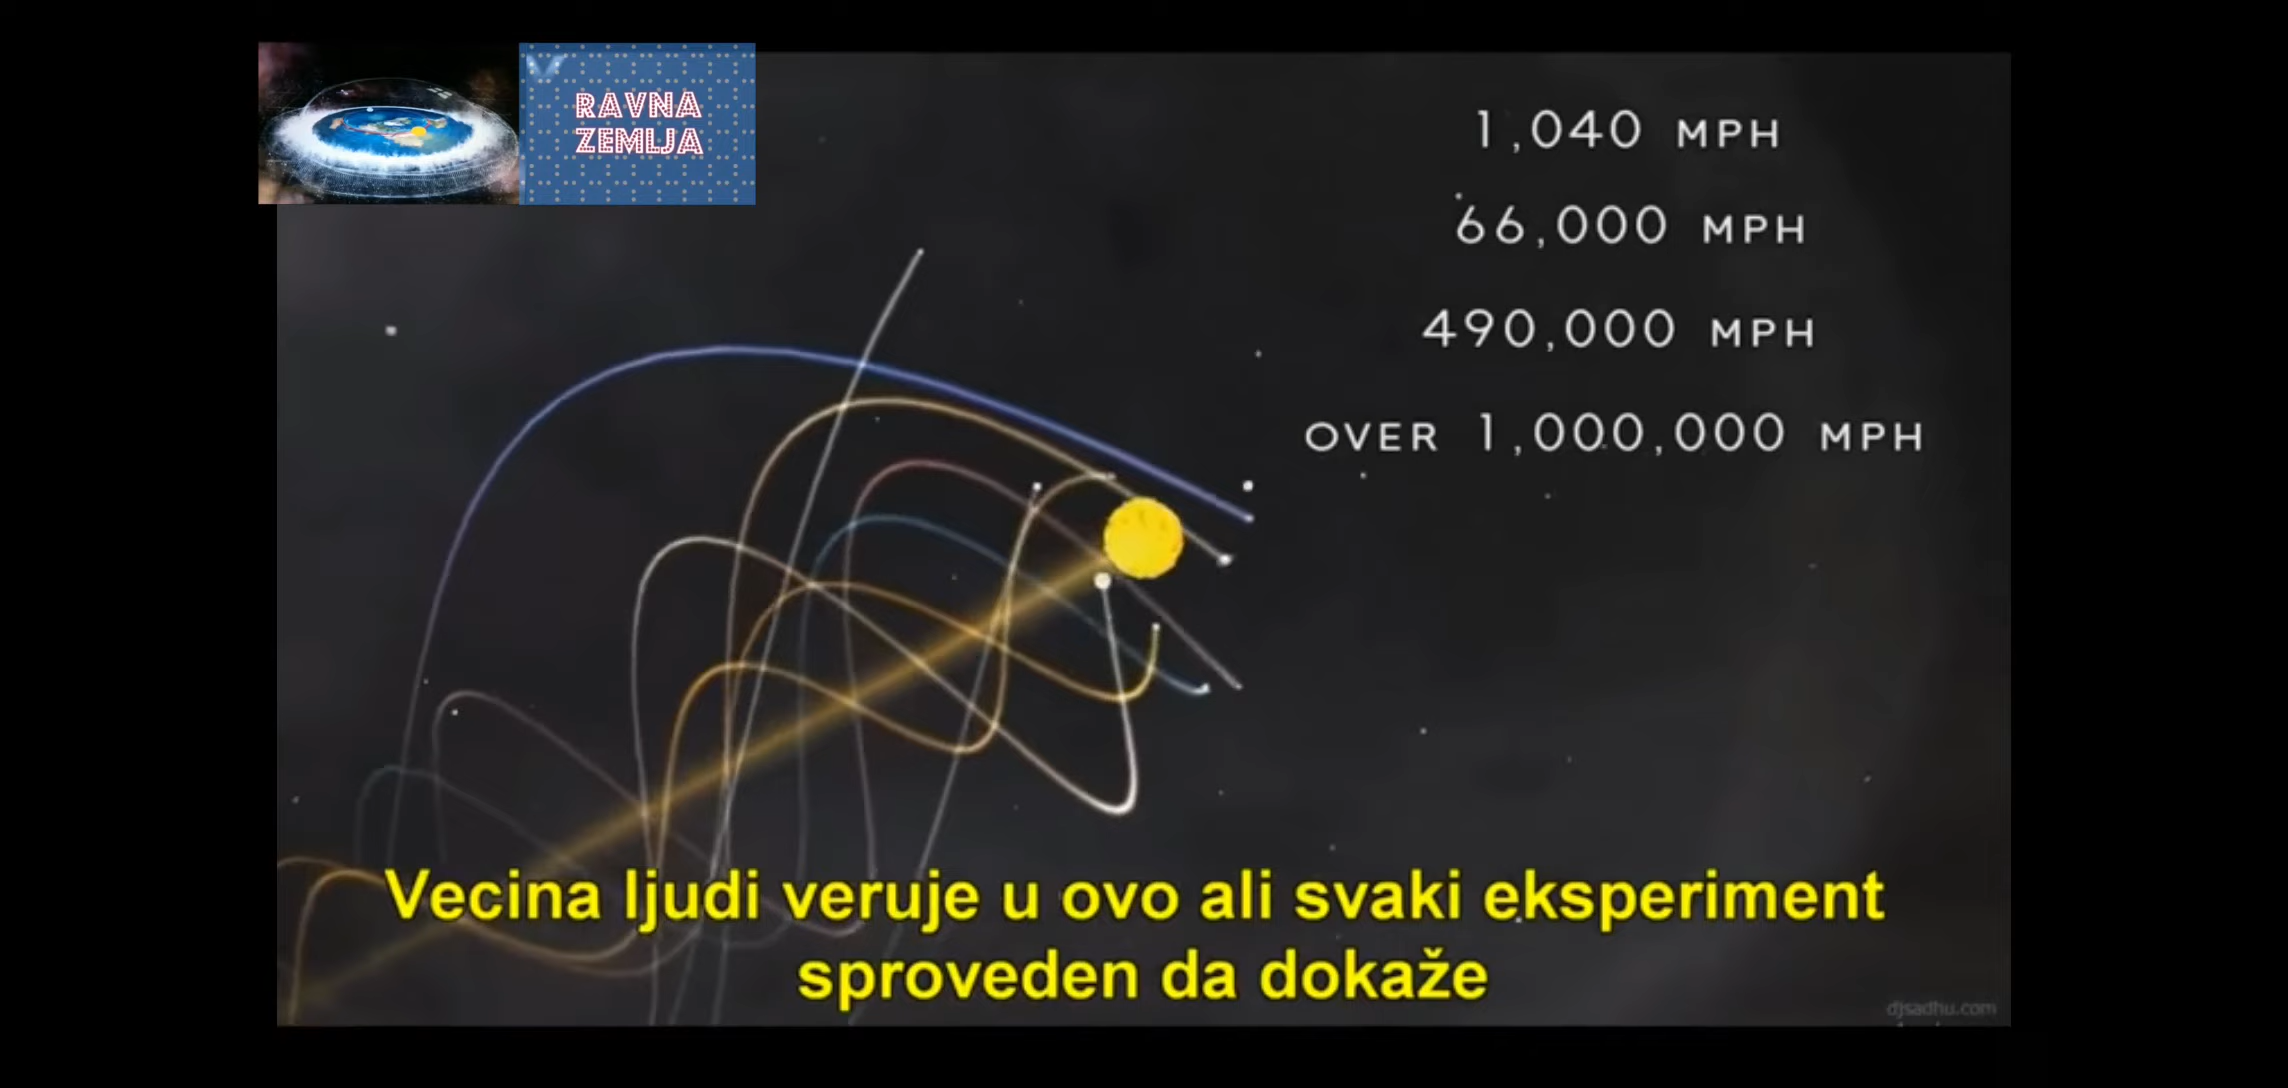 RAVNA
ZEMLJA
1,040 MPH
66,000 MPH
490,000 MPH
OVER 1,000,000 MPH
Vecina ljudi veruje u ovo ali svaki eksperiment
sproveden da dokaže
djsadhu.com